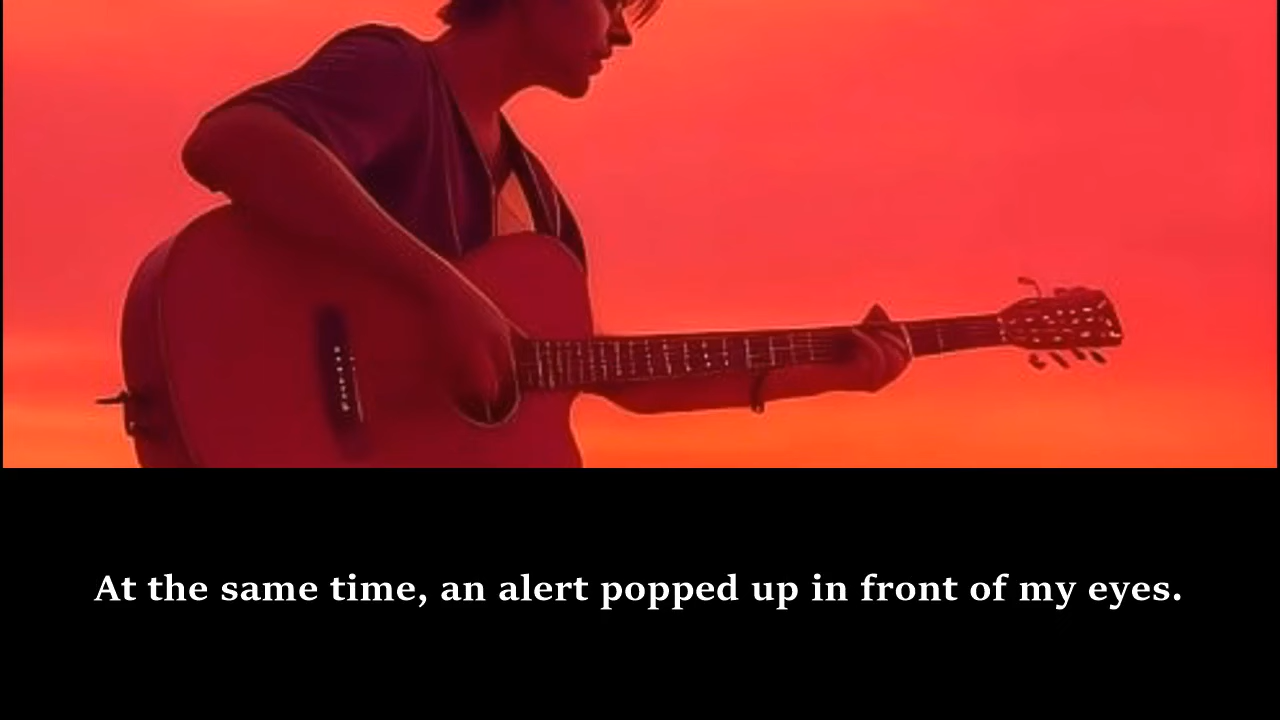 At the same time, an alert popped up in front of my eyes.